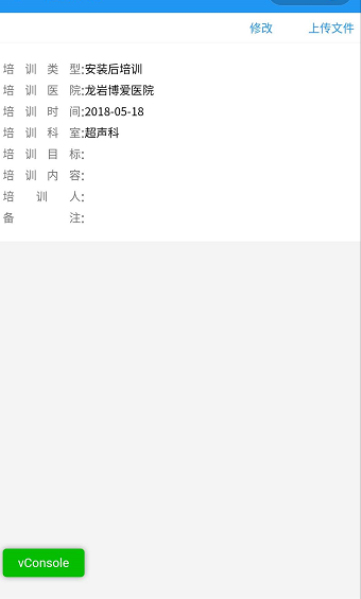 修改 上传文件
培训类型:安装后培训
培训医院:龙岩博爱医院
培训时间:2018-05-18
培训科室:超声科
培训目标:
培训内容:
培训人:
备注:
vConsole